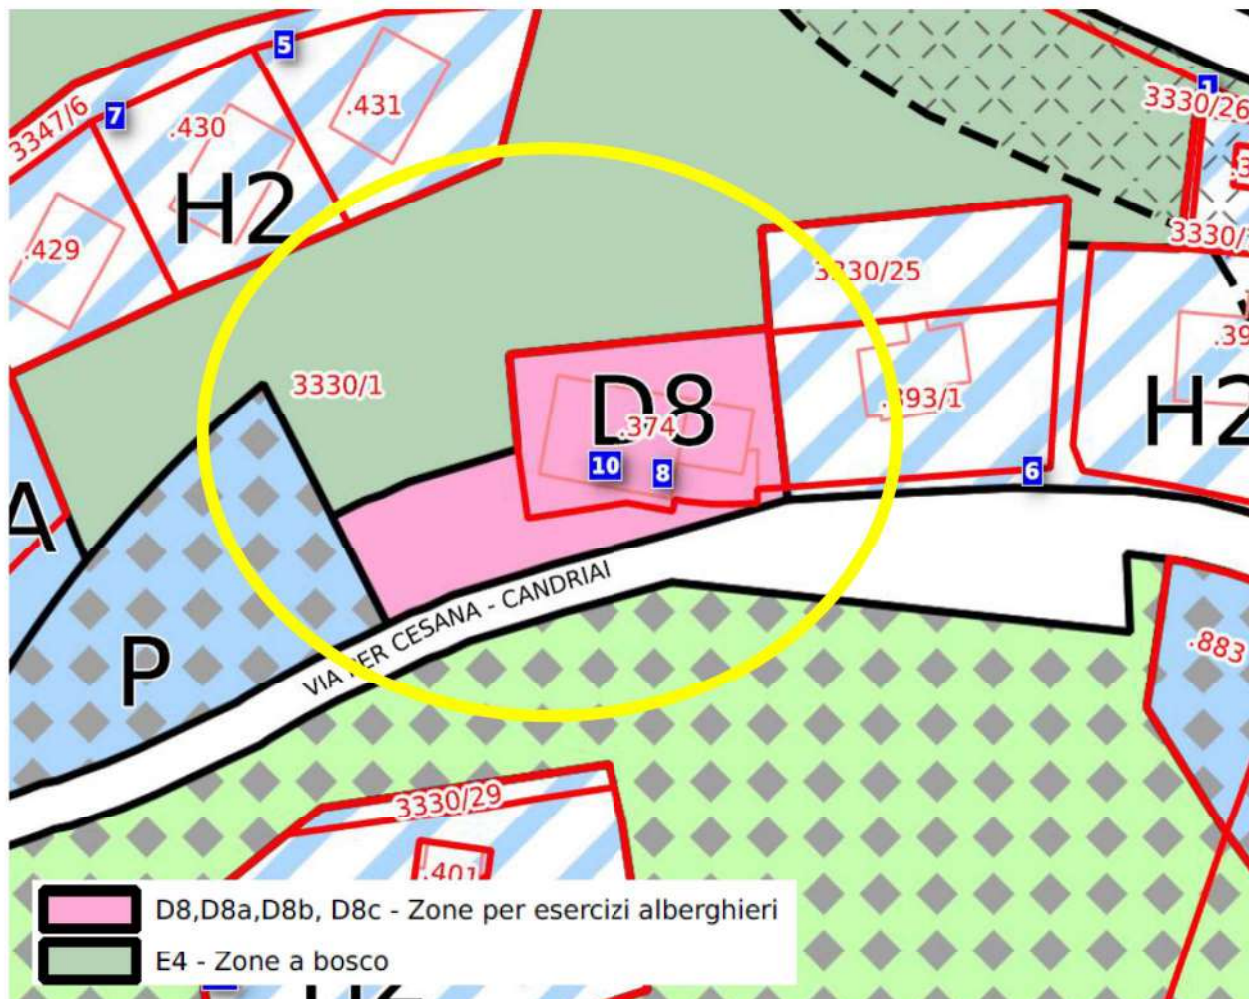 5
1
7
3347/6
.431
3330/26
.430
H2
.3
3330/
.429
3330/25
3330/1
.39
D8
.393/1
H2
.374
10
8
6
A
VIA PER CESANA - CANDRIAI
P
.883
3330/29
.401
D8,D8a,D8b, D8c - Zone per esercizi alberghieri
E4 - Zone a bosco
H2